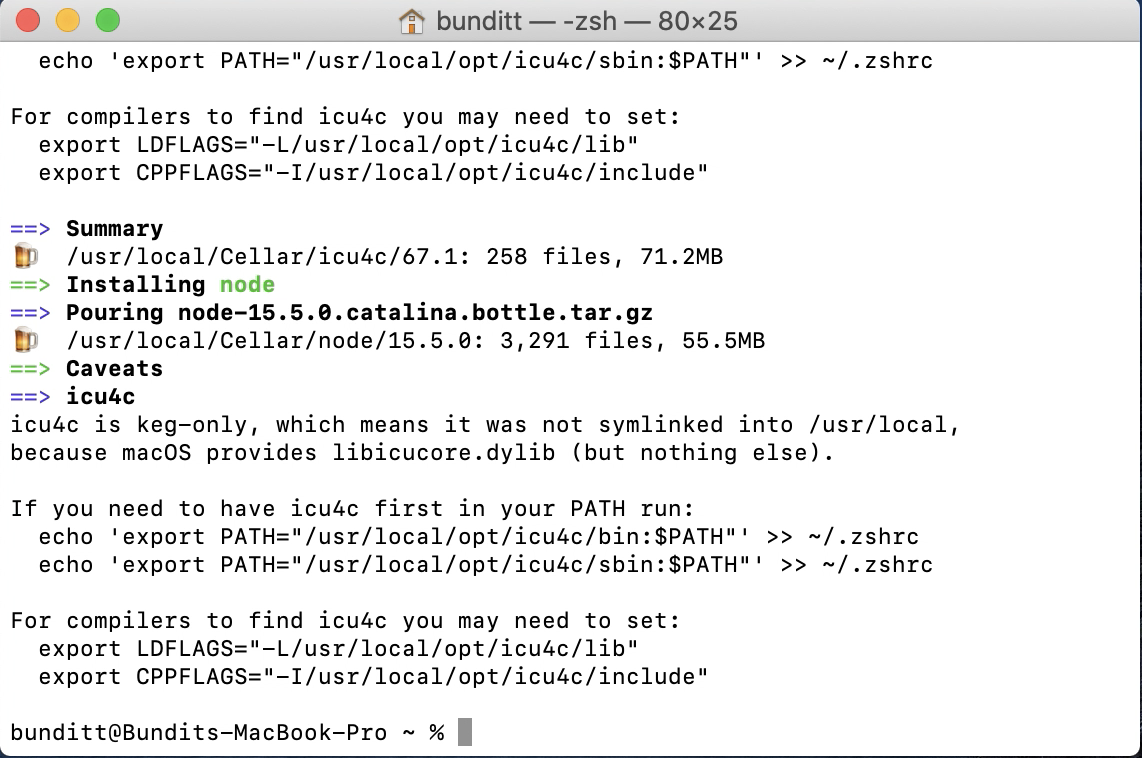 bunditt — -zsh — 80×25
echo 'export PATH="/usr/local/opt/icu4c/sbin:$PATH"' >> ~/.zshrc
For compilers to find icu4c you may need to set:
export LDFLAGS="-L/usr/local/opt/icu4c/lib"
export CPPFLAGS="-I/usr/local/opt/icu4c/include"
==> Summary
🍺 /usr/local/Cellar/icu4c/67.1: 258 files, 71.2MB
==> Installing node
==> Pouring node-15.5.0.catalina.bottle.tar.gz
🍺 /usr/local/Cellar/node/15.5.0: 3,291 files, 55.5MB
==> Caveats
==> icu4c
icu4c is keg-only, which means it was not symlinked into /usr/local,
because macOS provides libicucore.dylib (but nothing else).
If you need to have icu4c first in your PATH run:
echo 'export PATH="/usr/local/opt/icu4c/bin:$PATH"' >> ~/.zshrc
echo 'export PATH="/usr/local/opt/icu4c/sbin:$PATH"' >> ~/.zshrc
For compilers to find icu4c you may need to set:
export LDFLAGS="-L/usr/local/opt/icu4c/lib"
export CPPFLAGS="-I/usr/local/opt/icu4c/include"
bunditt@Bundits-MacBook-Pro ~ %